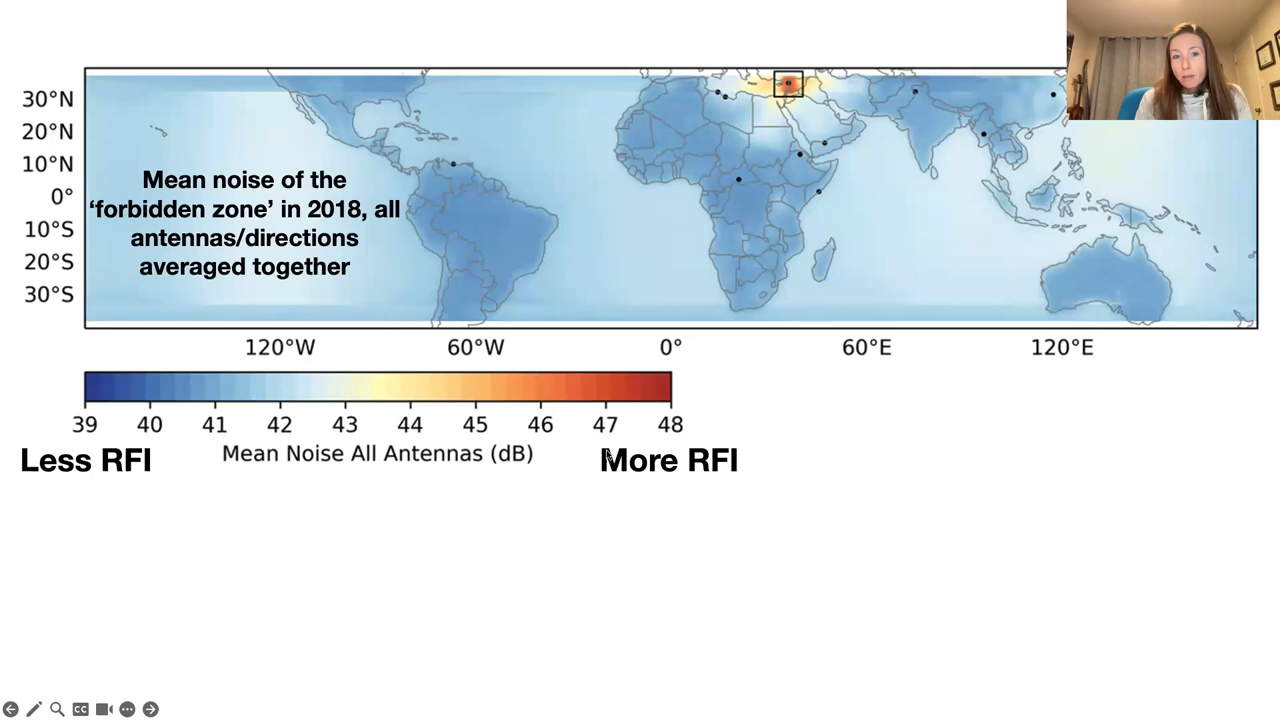 30°N
20°N
10°N
0°
10°S
20°S
30°S
Mean noise of the
‘forbidden zone’ in 2018, all
antennas/directions
averaged together
120°W 60°W 0° 60°E 120°E
39 40 41 42 43 44 45 46 47 48
Less RFI Mean Noise All Antennas (dB) More RFI
CC